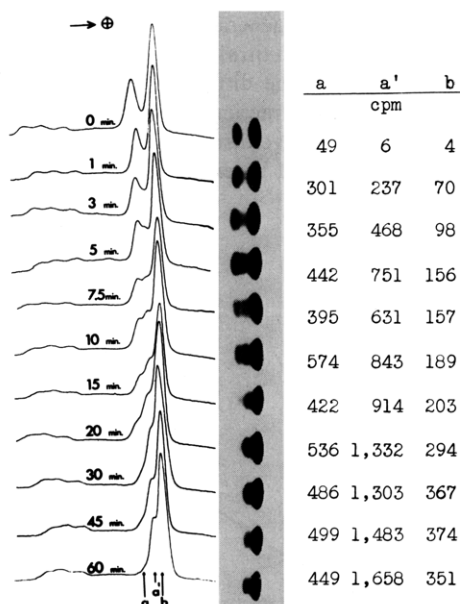 → ⊕
a a' b
cpm
0 min.
49 6 4
1 min.
301 237 70
3 min.
355 468 98
5 min.
442 751 156
7.5 min.
395 631 157
10 min.
574 843 189
15 min.
422 914 203
20 min.
536 1,332 294
30 min.
486 1,303 367
45 min.
499 1,483 374
60 min.
449 1,658 351
a a' b